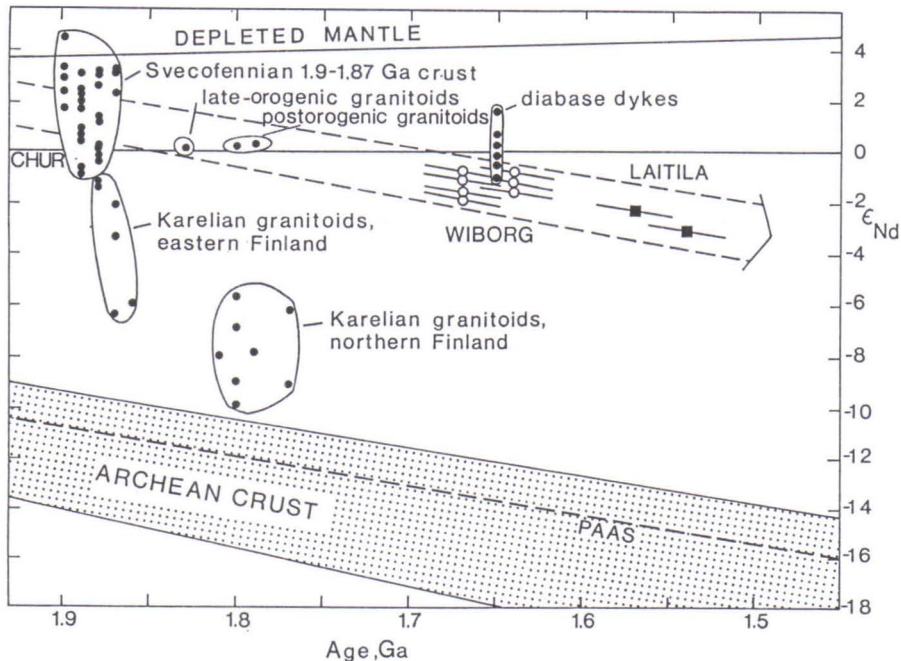 DEPLETED MANTLE
Svecofennian 1.9-1.87 Ga crust
late-orogenic granitoids
postorogenic granitoids
diabase dykes
CHUR
LAITILA
WIBORG
Karelian granitoids,
eastern Finland
Karelian granitoids,
northern Finland
ARCHEAN CRUST
PAAS
4
2
0
-2
εNd
-4
-6
-8
-10
-12
-14
-16
-18
1.9
1.8
1.7
1.6
1.5
Age,Ga